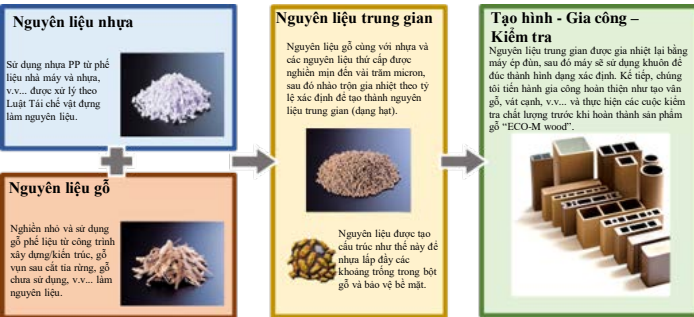 Nguyên liệu nhựa
Sử dụng nhựa PP từ phế
liệu nhà máy và nhựa,
v.v... được xử lý theo
Luật Tái chế vật đựng
làm nguyên liệu.
Nguyên liệu gỗ
Nghiền nhỏ và sử dụng
gỗ phế liệu từ công trình
xây dựng/kiến trúc, gỗ
vụn sau cắt tỉa rừng, gỗ
chưa sử dụng, v.v... làm
nguyên liệu.
Nguyên liệu trung gian
Nguyên liệu gỗ cùng với nhựa và
các nguyên liệu thứ cấp được
nghiền mịn đến vài trăm micron,
sau đó nhào trộn gia nhiệt theo tỷ
lệ xác định để tạo thành nguyên
liệu trung gian (dạng hạt).
Nguyên liệu được tạo
cấu trúc như thế này để
nhựa lấp đầy các
khoảng trống trong bột
gỗ và bảo vệ bề mặt.
Tạo hình - Gia công –
Kiểm tra
Nguyên liệu trung gian được gia nhiệt lại bằng
máy ép đùn, sau đó máy sẽ sử dụng khuôn để
đúc thành hình dạng xác định. Kế tiếp, chúng
tôi tiến hành gia công hoàn thiện như tạo vân
gỗ, vát cạnh, v.v... và thực hiện các cuộc kiểm
tra chất lượng trước khi hoàn thành sản phẩm
gỗ “ECO-M wood”.